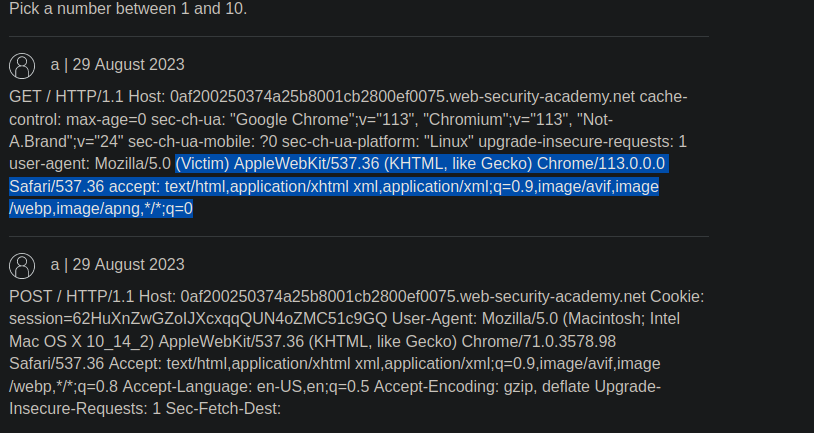 Pick a number between 1 and 10.
a | 29 August 2023
GET / HTTP/1.1 Host: 0af200250374a25b8001cb2800ef0075.web-security-academy.net cache-
control: max-age=0 sec-ch-ua: "Google Chrome";v="113", "Chromium";v="113", "Not-
A.Brand";v="24" sec-ch-ua-mobile: ?0 sec-ch-ua-platform: "Linux" upgrade-insecure-requests: 1
user-agent: Mozilla/5.0 (Victim) AppleWebKit/537.36 (KHTML, like Gecko) Chrome/113.0.0.0
Safari/537.36 accept: text/html,application/xhtml xml,application/xml;q=0.9,image/avif,image
/webp,image/apng,*/*;q=0
a | 29 August 2023
POST / HTTP/1.1 Host: 0af200250374a25b8001cb2800ef0075.web-security-academy.net Cookie:
session=62HuXnZwGZoIJXcxqqQUN4oZMC51c9GQ User-Agent: Mozilla/5.0 (Macintosh; Intel
Mac OS X 10_14_2) AppleWebKit/537.36 (KHTML, like Gecko) Chrome/71.0.3578.98
Safari/537.36 Accept: text/html,application/xhtml xml,application/xml;q=0.9,image/avif,image
/webp,*/*;q=0.8 Accept-Language: en-US,en;q=0.5 Accept-Encoding: gzip, deflate Upgrade-
Insecure-Requests: 1 Sec-Fetch-Dest: